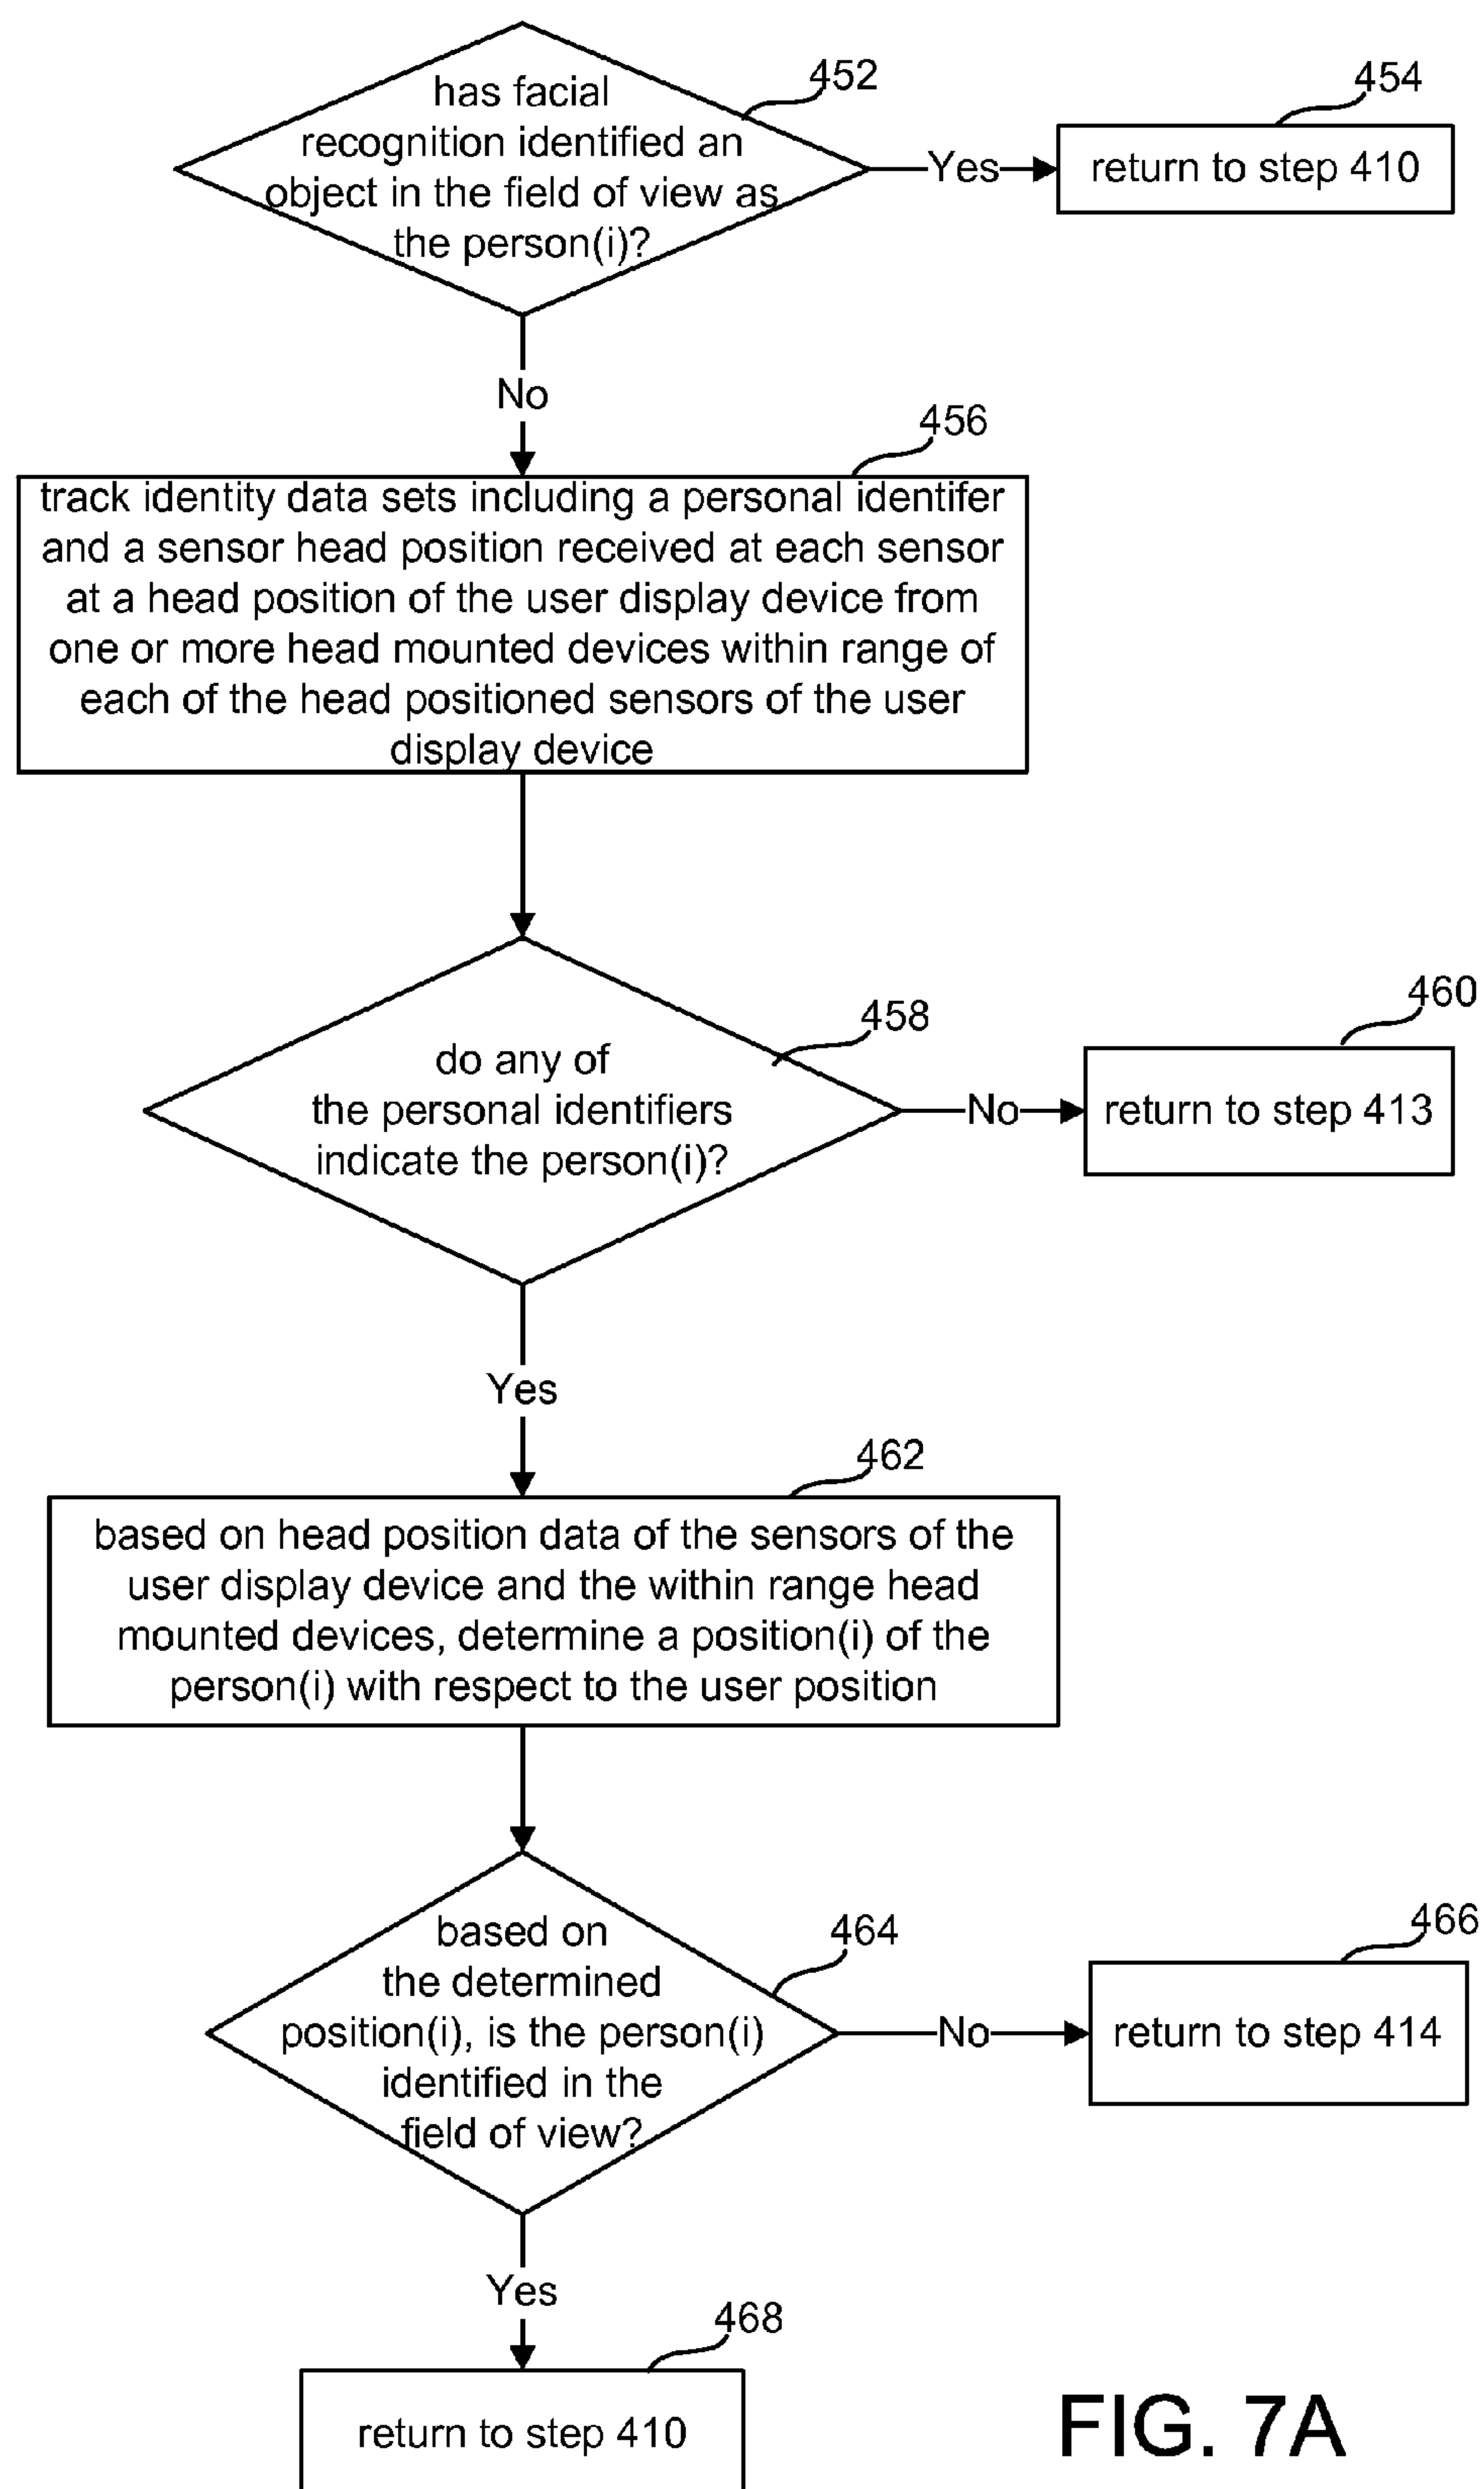 452
has facial
recognition identified an
object in the field of view as
the person(i)?
Yes
454
return to step 410
No
456
track identity data sets including a personal identifer
and a sensor head position received at each sensor
at a head position of the user display device from
one or more head mounted devices within range of
each of the head positioned sensors of the user
display device
458
do any of
the personal identifiers
indicate the person(i)?
No
460
return to step 413
Yes
462
based on head position data of the sensors of the
user display device and the within range head
mounted devices, determine a position(i) of the
person(i) with respect to the user position
464
based on
the determined
position(i), is the person(i)
identified in the
field of view?
No
466
return to step 414
Yes
468
return to step 410
FIG. 7A